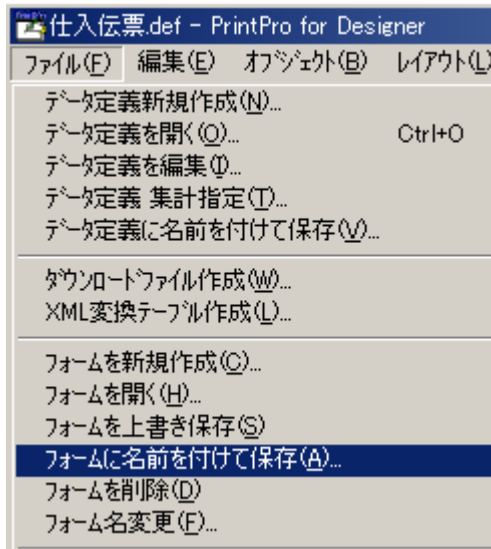 仕入伝票.def - PrintPro for Designer
ﾌｧｲﾙ(F) 編集(E) ｵﾌﾞｼﾞｪｸﾄ(B) ﾚｲｱｳﾄ(L)
ﾃﾞｰﾀ定義新規作成(N)...
ﾃﾞｰﾀ定義を開く(O)... Ctrl+O
ﾃﾞｰﾀ定義を編集(I)...
ﾃﾞｰﾀ定義 集計指定(T)...
ﾃﾞｰﾀ定義に名前を付けて保存(V)...
ﾀﾞｳﾝﾛｰﾄﾞﾌｧｲﾙ作成(W)...
XML変換ﾃｰﾌﾞﾙ作成(L)...
ﾌｫｰﾑを新規作成(C)...
ﾌｫｰﾑを開く(H)...
ﾌｫｰﾑを上書き保存(S)
ﾌｫｰﾑに名前を付けて保存(A)...
ﾌｫｰﾑを削除(D)
ﾌｫｰﾑ名変更(F)...